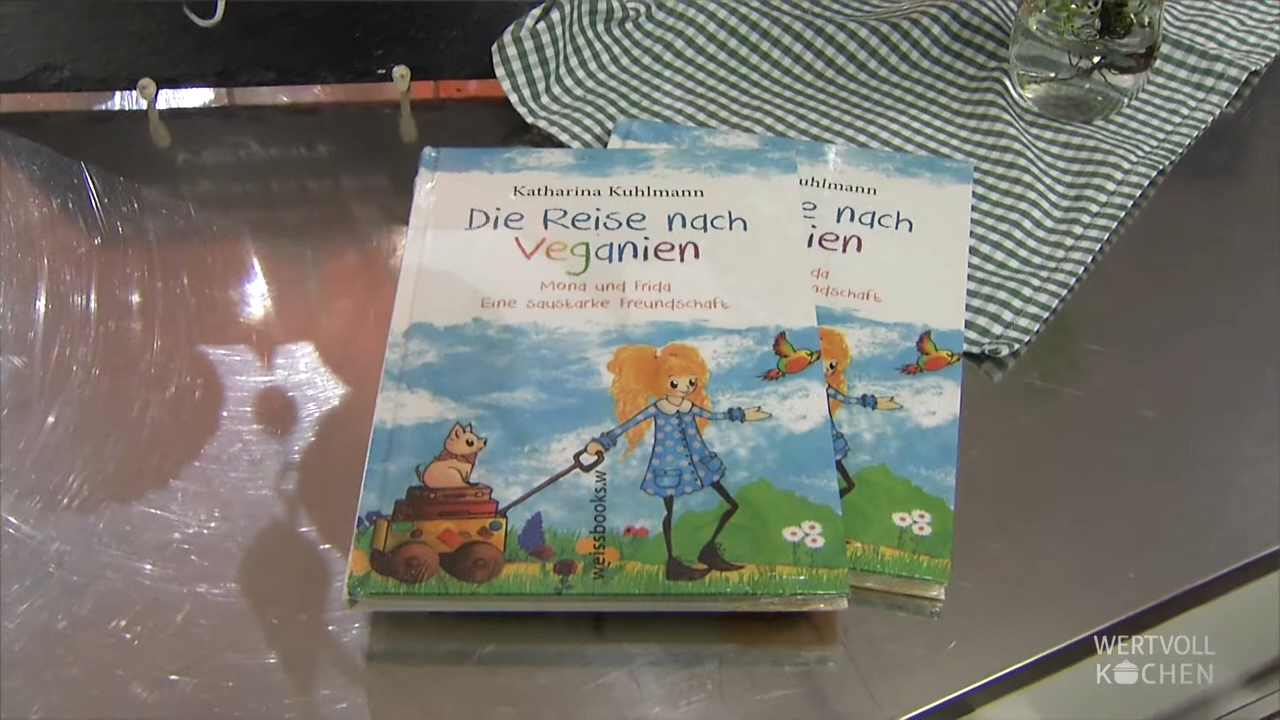 Katharina Kuhlmann
Die Reise nach
Veganien
Mona und Frida
Eine saustarke Freundschaft
weissbooks.w
uhlmann
e nach
ien
da
ndschaft
WERTVOLL
KOCHEN